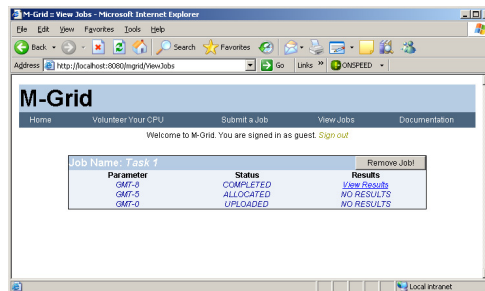 M-Grid :: View Jobs - Microsoft Internet Explorer
File Edit View Favorites Tools Help
Back Search Favorites
Address http://localhost:8080/mgrid/ViewJobs Go Links » ONSPEED
M-Grid
Home Volunteer Your CPU Submit a Job View Jobs Documentation
Welcome to M-Grid. You are signed in as guest. Sign out
Job Name: Task 1 Remove Job!
Parameter Status Results
GMT-8 COMPLETED View Results
GMT-5 ALLOCATED NO RESULTS
GMT-0 UPLOADED NO RESULTS
Local intranet